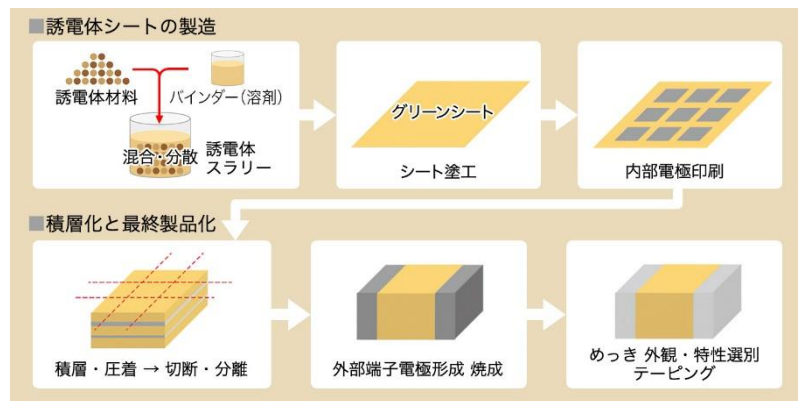 ■誘電体シートの製造
誘電体材料
バインダー(溶剤)
混合・分散
誘電体
スラリー
グリーンシート
シート塗工
内部電極印刷
■積層化と最終製品化
積層・圧着 → 切断・分離
外部端子電極形成 焼成
めっき 外観・特性選別
テーピング